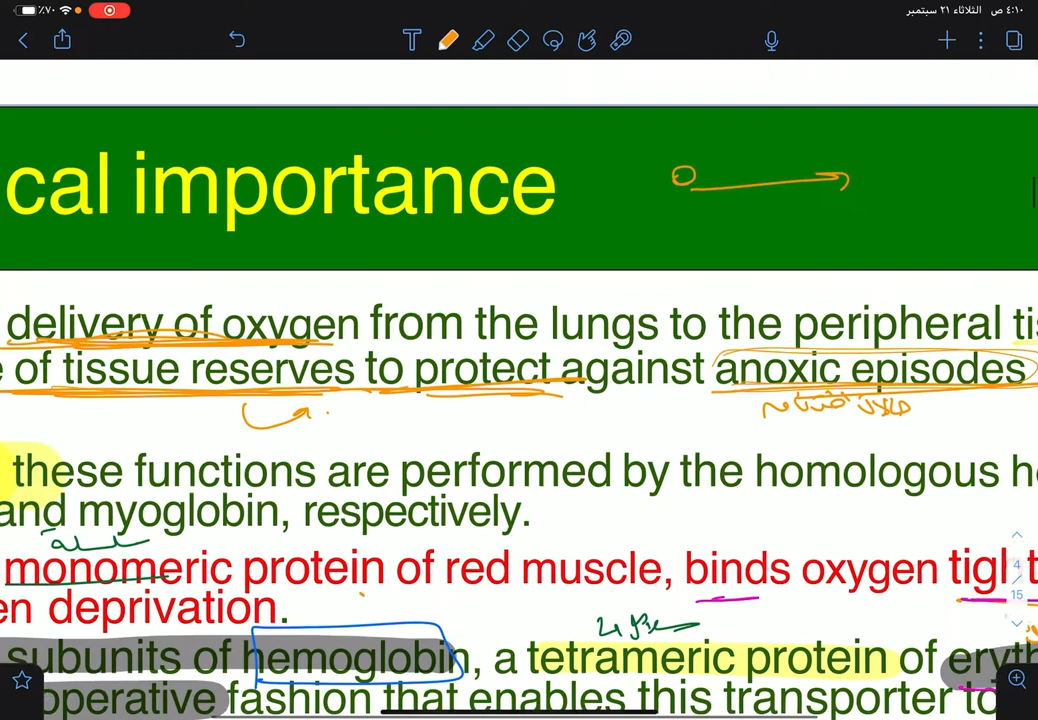 ٪٧٠
٤:١٠ ص الثلاثاء ٢١ سبتمبر
cal importance
delivery of oxygen from the lungs to the peripheral ti
e of tissue reserves to protect against anoxic episodes
these functions are performed by the homologous h
and myoglobin, respectively.
monomeric protein of red muscle, binds oxygen tigl t
en deprivation.
subunits of hemoglobin, a tetrameric protein of eryth
operative fashion that enables this transporter to
4
15